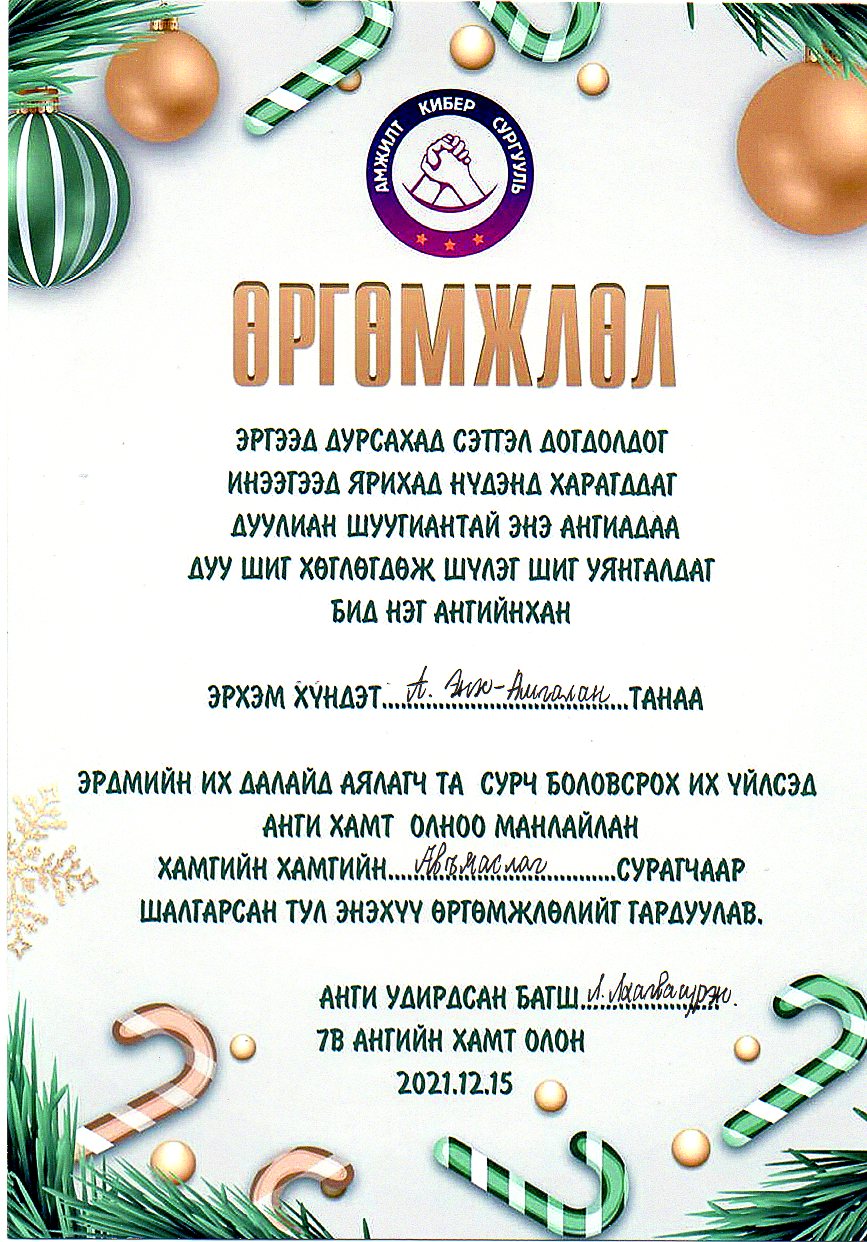 АМЖИЛТ КИБЕР СУРГУУЛЬ
ӨРГӨМЖЛӨЛ
ЭРГЭЭД ДУРСАХАД СЭТГЭЛ ДОГДОЛДОГ
ИНЭЭГЭЭД ЯРИХАД НҮДЭНД ХАРАГДДАГ
ДУУЛИАН ШУУГИАНТАЙ ЭНЭ АНГИАДАА
ДУУ ШИГ ХӨГЛӨГДӨЖ ШҮЛЭГ ШИГ УЯНГАЛДАГ
БИД НЭГ АНГИЙНХАН
ЭРХЭМ ХҮНДЭТ А. Энх-Амгалан ТАНАА
ЭРДМИЙН ИХ ДАЛАЙД АЯЛАГЧ ТА СУРЧ БОЛОВСРОХ ИХ ҮЙЛСЭД
АНГИ ХАМТ ОЛНОО МАНЛАЙЛАН
ХАМГИЙН ХАМГИЙН Авъяаслаг СУРАГЧААР
ШАЛГАРСАН ТУЛ ЭНЭХҮҮ ӨРГӨМЖЛӨЛИЙГ ГАРДУУЛАВ.
АНГИ УДИРДСАН БАГШ Л. Лхагвасүрэн.
7В АНГИЙН ХАМТ ОЛОН
2021.12.15